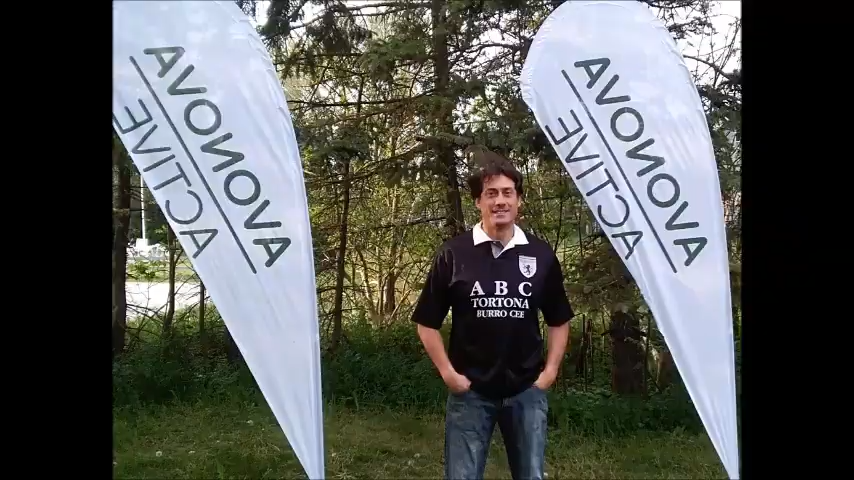 AVONOVA
ACTIVE
AVONOVA
ACTIVE
A B C
TORTONA
BURRO CEE